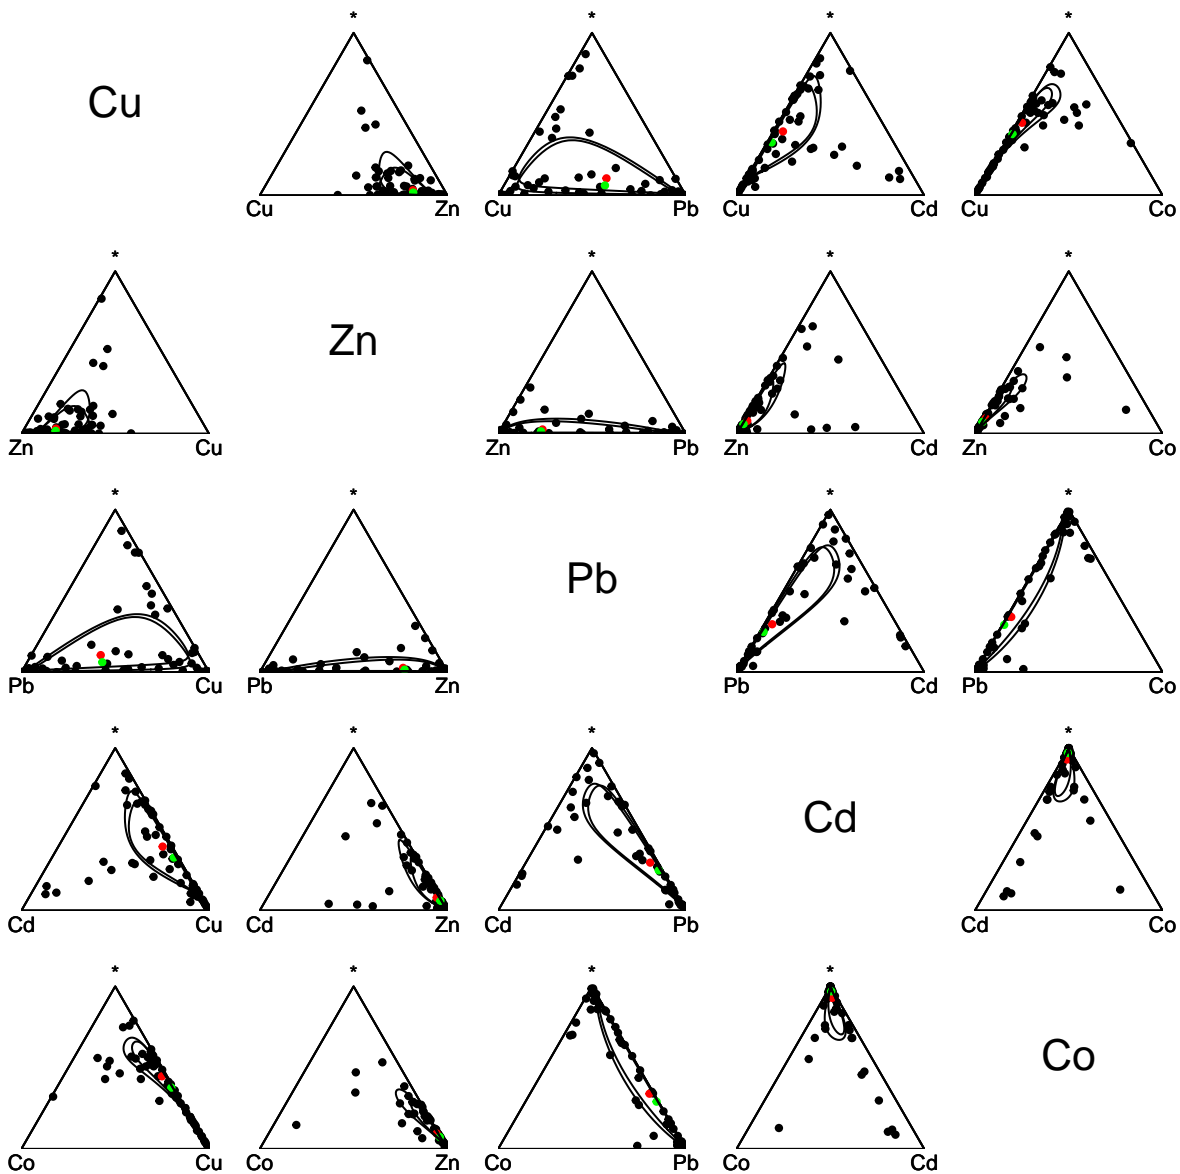 * * * *
Cu
Cu Zn Cu Pb Cu Cd Cu Co
* * * *
Zn
Zn Cu Zn Pb Zn Cd Zn Co
* * * *
Pb
Pb Cu Pb Zn Pb Cd Pb Co
* * * *
Cd
Cd Cu Cd Zn Cd Pb Cd Co
* * * *
Co
Co Cu Co Zn Co Pb Co Cd